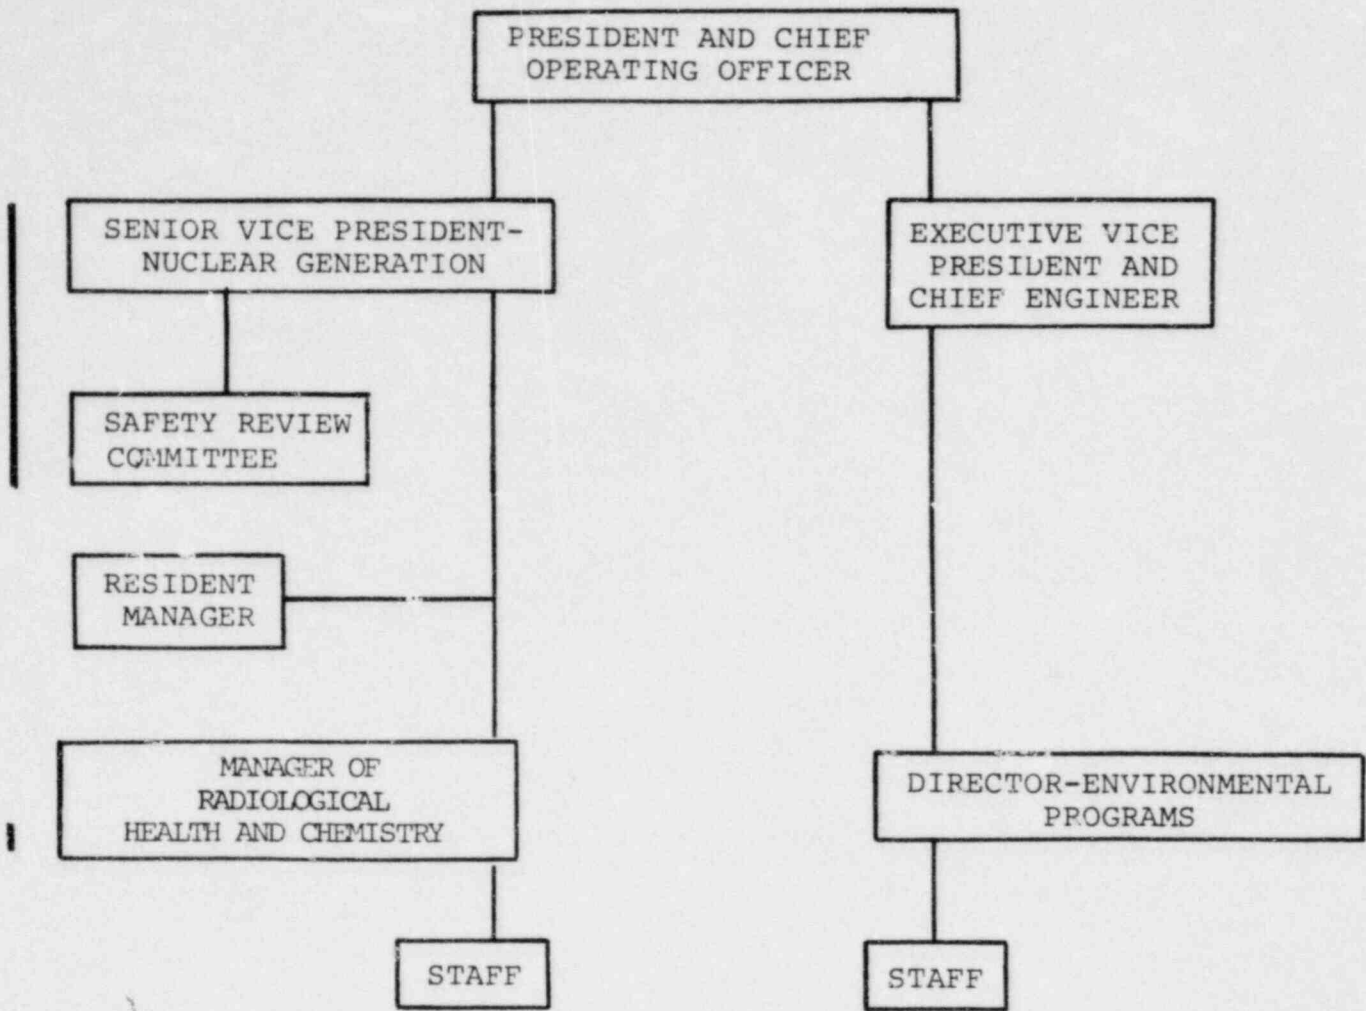 PRESIDENT AND CHIEF
OPERATING OFFICER
SENIOR VICE PRESIDENT-
NUCLEAR GENERATION
EXECUTIVE VICE
PRESIDENT AND
CHIEF ENGINEER
SAFETY REVIEW
COMMITTEE
RESIDENT
MANAGER
MANAGER OF
RADIOLOGICAL
HEALTH AND CHEMISTRY
DIRECTOR-ENVIRONMENTAL
PROGRAMS
STAFF
STAFF